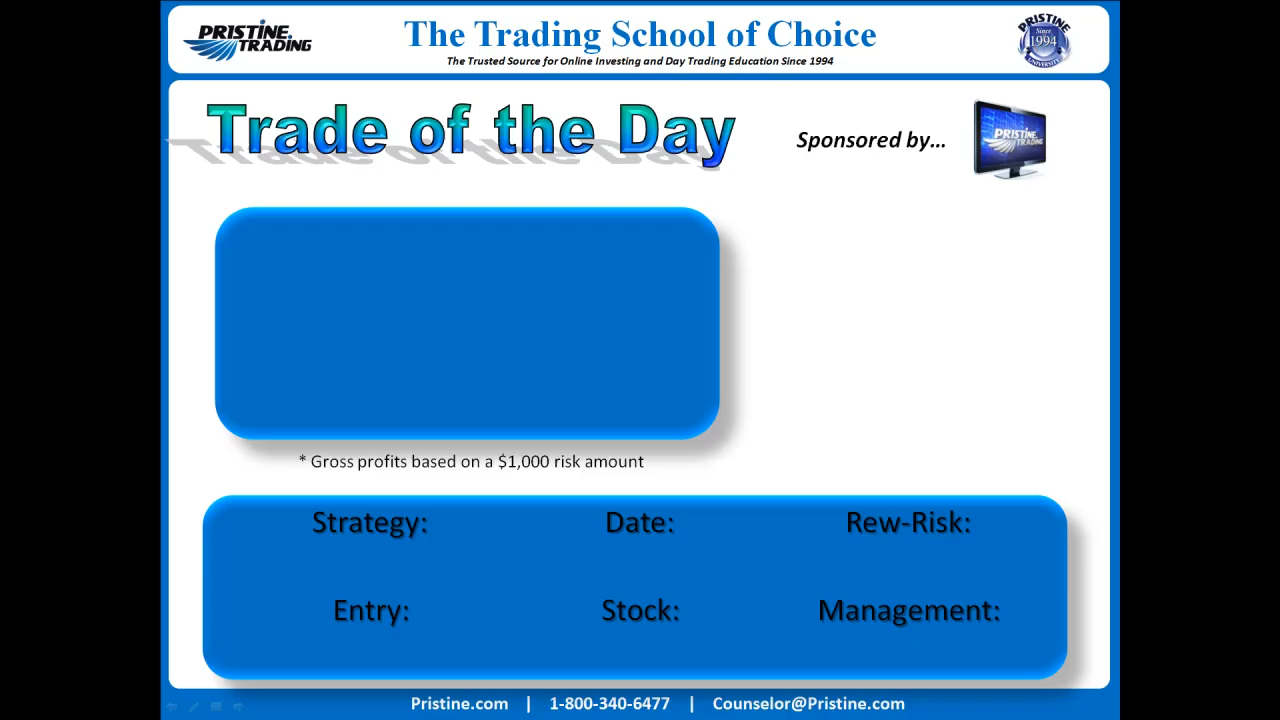 PRISTINE
TRADING
The Trading School of Choice
The Trusted Source for Online Investing and Day Trading Education Since 1994
PRISTINE
Since
1994
UNIVERSITY
Trade of the Day
Sponsored by...
PRISTINE
TRADING
* Gross profits based on a $1,000 risk amount
Strategy: Date: Rew-Risk:
Entry: Stock: Management:
Pristine.com | 1-800-340-6477 | Counselor@Pristine.com